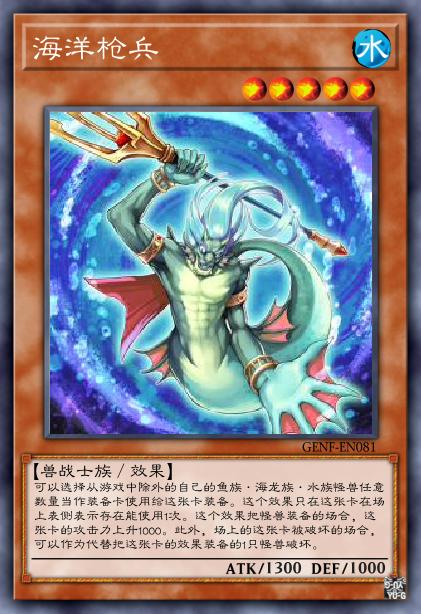 海洋枪兵
水
GENF-EN081
【兽战士族／效果】
可以选择从游戏中除外的自己的鱼族·海龙族·水族怪兽任意
数量当作装备卡使用给这张卡装备。这个效果只在这张卡在场
上表侧表示存在能使用1次。这个效果把怪兽装备的场合，这
张卡的攻击力上升1000。此外，场上的这张卡被破坏的场合，
可以作为代替把这张卡的效果装备的1只怪兽破坏。
ATK/1300 DEF/1000